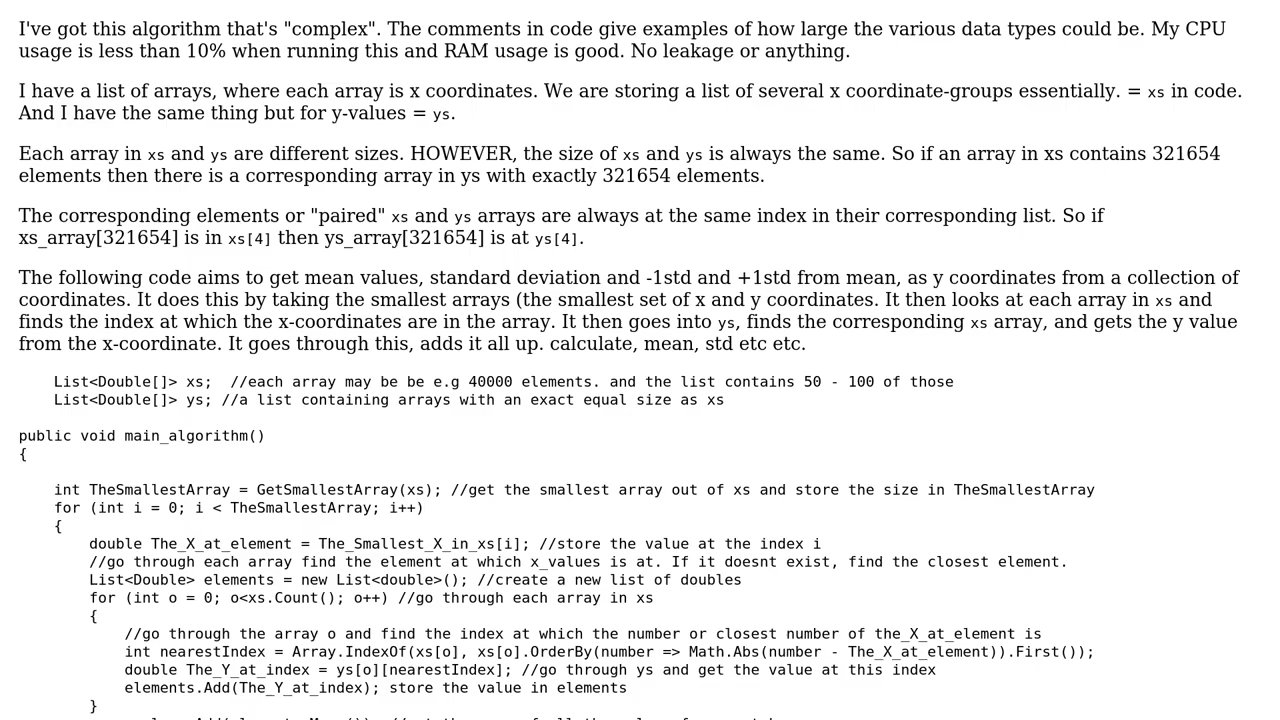 I've got this algorithm that's "complex". The comments in code give examples of how large the various data types could be. My CPU
usage is less than 10% when running this and RAM usage is good. No leakage or anything.
I have a list of arrays, where each array is x coordinates. We are storing a list of several x coordinate-groups essentially. = xs in code.
And I have the same thing but for y-values = ys.
Each array in xs and ys are different sizes. HOWEVER, the size of xs and ys is always the same. So if an array in xs contains 321654
elements then there is a corresponding array in ys with exactly 321654 elements.
The corresponding elements or "paired" xs and ys arrays are always at the same index in their corresponding list. So if
xs_array[321654] is in xs[4] then ys_array[321654] is at ys[4].
The following code aims to get mean values, standard deviation and -1std and +1std from mean, as y coordinates from a collection of
coordinates. It does this by taking the smallest arrays (the smallest set of x and y coordinates. It then looks at each array in xs and
finds the index at which the x-coordinates are in the array. It then goes into ys, finds the corresponding xs array, and gets the y value
from the x-coordinate. It goes through this, adds it all up. calculate, mean, std etc etc.
    List<Double[]> xs;  //each array may be be e.g 40000 elements. and the list contains 50 - 100 of those
    List<Double[]> ys; //a list containing arrays with an exact equal size as xs
public void main_algorithm()
{
    int TheSmallestArray = GetSmallestArray(xs); //get the smallest array out of xs and store the size in TheSmallestArray
    for (int i = 0; i < TheSmallestArray; i++)
    {
        double The_X_at_element = The_Smallest_X_in_xs[i]; //store the value at the index i
        //go through each array find the element at which x_values is at. If it doesnt exist, find the closest element.
        List<Double> elements = new List<double>(); //create a new list of doubles
        for (int o = 0; o<xs.Count(); o++) //go through each array in xs
        {
            //go through the array o and find the index at which the number or closest number of the_X_at_element is
            int nearestIndex = Array.IndexOf(xs[o], xs[o].OrderBy(number => Math.Abs(number - The_X_at_element)).First());
            double The_Y_at_index = ys[o][nearestIndex]; //go through ys and get the value at this index
            elements.Add(The_Y_at_index); store the value in elements
        }